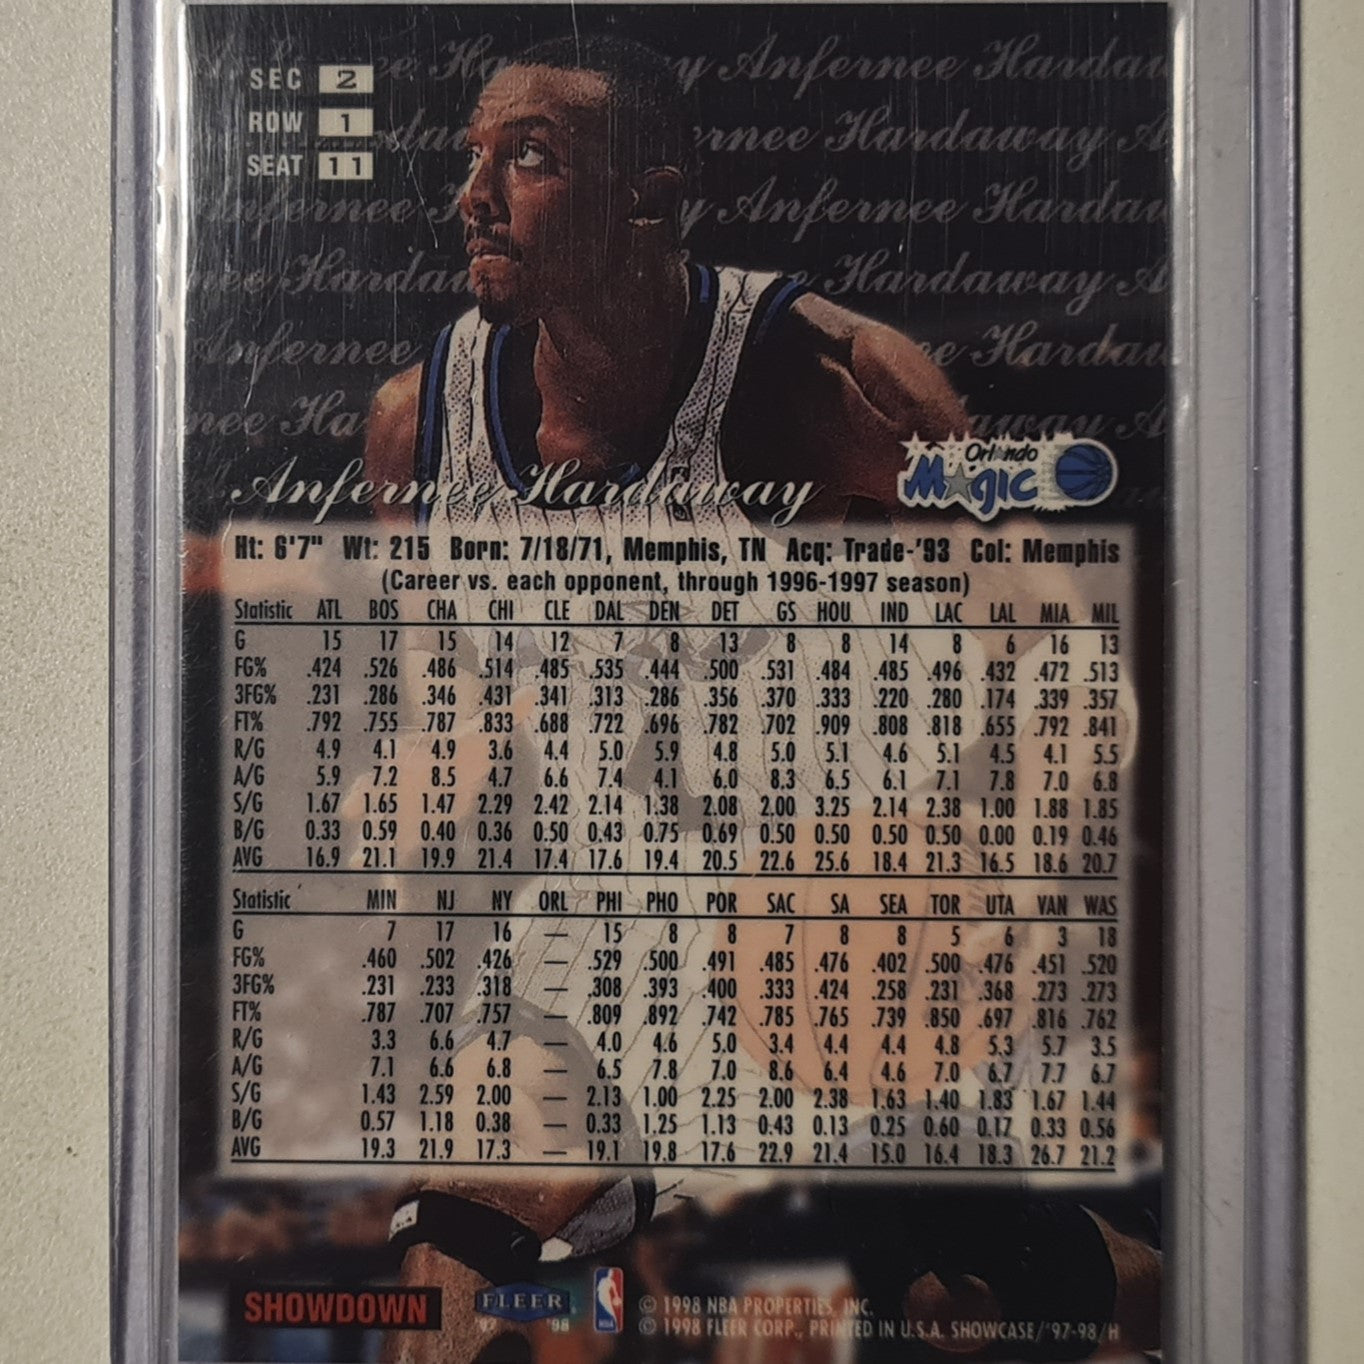 SEC 2
ROW 1
SEAT 11
Anfernee Hardaway
Orlando
Magic
Ht: 6'7" Wt: 215 Born: 7/18/71, Memphis, TN Acq: Trade-'93 Col: Memphis
(Career vs. each opponent, through 1996-1997 season)
Statistic ATL BOS CHA CHI CLE DAL DEN DET GS HOU IND LAC LAL MIA MIL
G 15 17 15 14 12 7 8 13 8 8 14 8 6 16 13
FG% .424 .526 .486 .514 .485 .535 .444 .500 .531 .484 .485 .496 .432 .472 .513
3FG% .231 .286 .346 .431 .341 .313 .286 .356 .370 .333 .220 .280 .174 .339 .357
FT% .792 .755 .787 .833 .688 .722 .696 .782 .702 .909 .808 .818 .655 .792 .841
R/G 4.9 4.1 4.9 3.6 4.4 5.0 5.9 4.8 5.0 5.1 4.6 5.1 4.5 4.1 5.5
A/G 5.9 7.2 8.5 4.7 6.6 7.4 4.1 6.0 8.3 6.5 6.1 7.1 7.8 7.0 6.8
S/G 1.67 1.65 1.47 2.29 2.42 2.14 1.38 2.08 2.00 3.25 2.14 2.38 1.00 1.88 1.85
B/G 0.33 0.59 0.40 0.36 0.50 0.43 0.75 0.69 0.50 0.50 0.50 0.50 0.00 0.19 0.46
AVG 16.9 21.1 19.9 21.4 17.4 17.6 19.4 20.5 22.6 25.6 18.4 21.3 16.5 18.6 20.7
Statistic MIN NJ NY ORL PHI PHO POR SAC SA SEA TOR UTA VAN WAS
G 7 17 16 — 15 8 8 7 8 8 5 6 3 18
FG% .460 .502 .426 — .529 .500 .491 .485 .476 .402 .500 .476 .451 .520
3FG% .231 .233 .318 — .308 .393 .400 .333 .424 .258 .231 .368 .273 .273
FT% .787 .707 .757 — .809 .892 .742 .785 .765 .739 .850 .697 .816 .762
R/G 3.3 6.6 4.7 — 4.0 4.6 5.0 3.4 4.4 4.4 4.8 5.3 5.7 3.5
A/G 7.1 6.6 6.8 — 6.5 7.8 7.0 8.6 6.4 4.6 7.0 6.7 7.7 6.7
S/G 1.43 2.59 2.00 — 2.13 1.00 2.25 2.00 2.38 1.63 1.40 1.83 1.67 1.44
B/G 0.57 1.18 0.38 — 0.33 1.25 1.13 0.43 0.13 0.25 0.60 0.17 0.33 0.56
AVG 19.3 21.9 17.3 — 19.1 19.8 17.6 22.9 21.4 15.0 16.4 18.3 26.7 21.2
SHOWDOWN
FLEER
'97 '98
NBA
© 1998 NBA PROPERTIES, INC.
© 1998 FLEER CORP., PRINTED IN U.S.A. SHOWCASE/'97-98/H